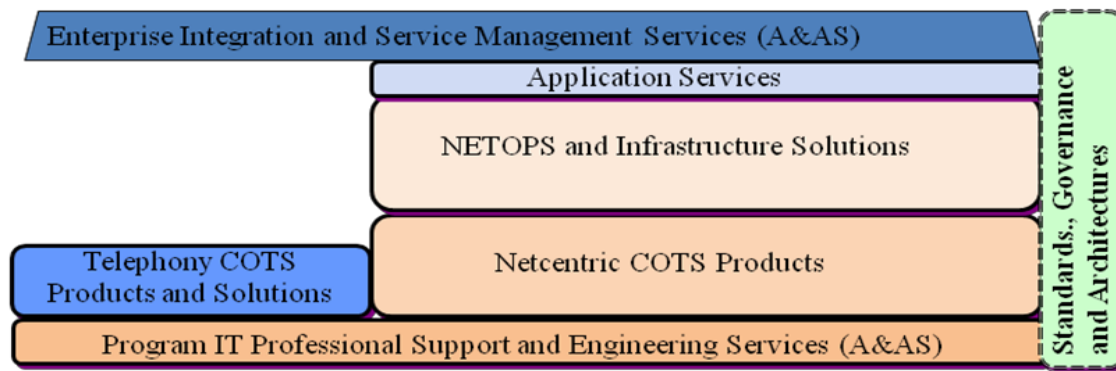 Enterprise Integration and Service Management Services (A&AS)
Application Services
NETOPS and Infrastructure Solutions
Telephony COTS
Products and Solutions
Netcentric COTS Products
Program IT Professional Support and Engineering Services (A&AS)
Standards., Governance
and Architectures